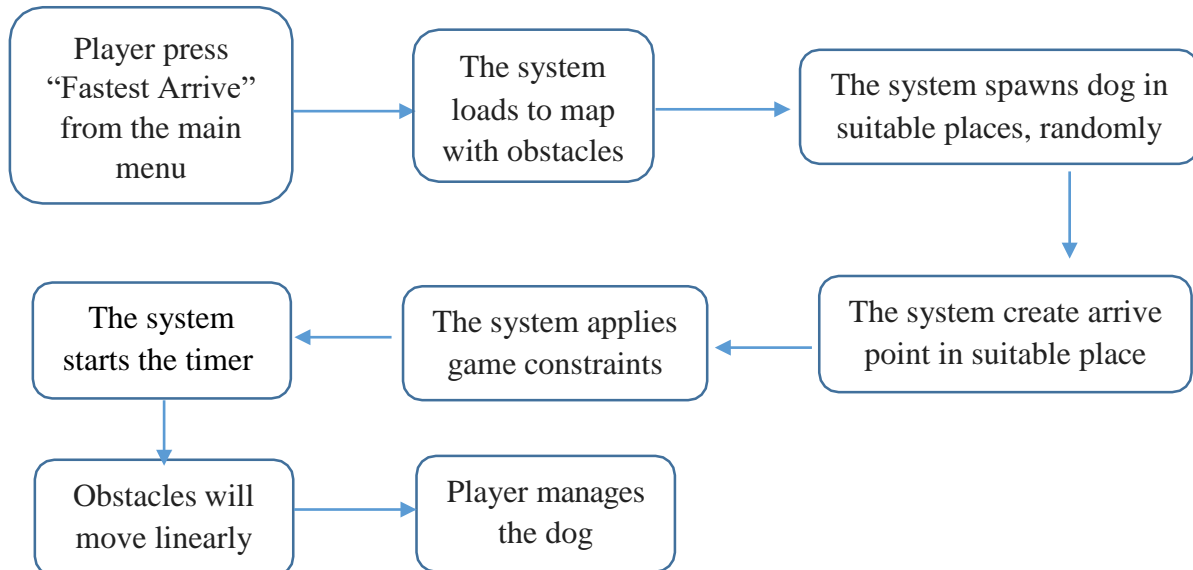 Player press
“Fastest Arrive”
from the main
menu
The system
loads to map
with obstacles
The system spawns dog in
suitable places, randomly
The system create arrive
point in suitable place
The system applies
game constraints
The system
starts the timer
Obstacles will
move linearly
Player manages
the dog